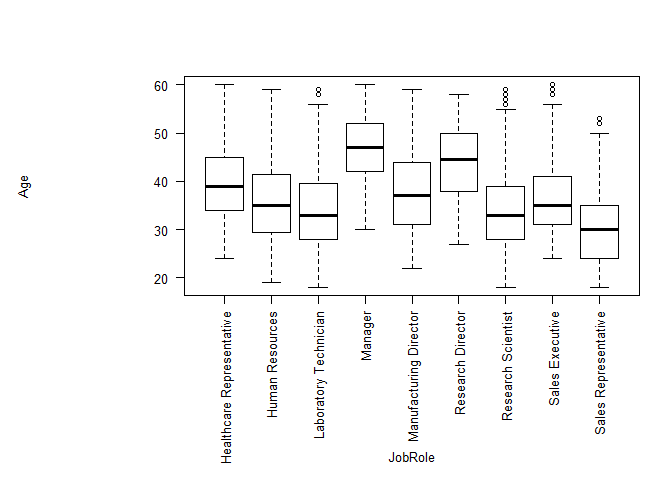 Age
60
50
40
30
20
Healthcare Representative
Human Resources
Laboratory Technician
Manager
Manufacturing Director
Research Director
Research Scientist
Sales Executive
Sales Representative
JobRole